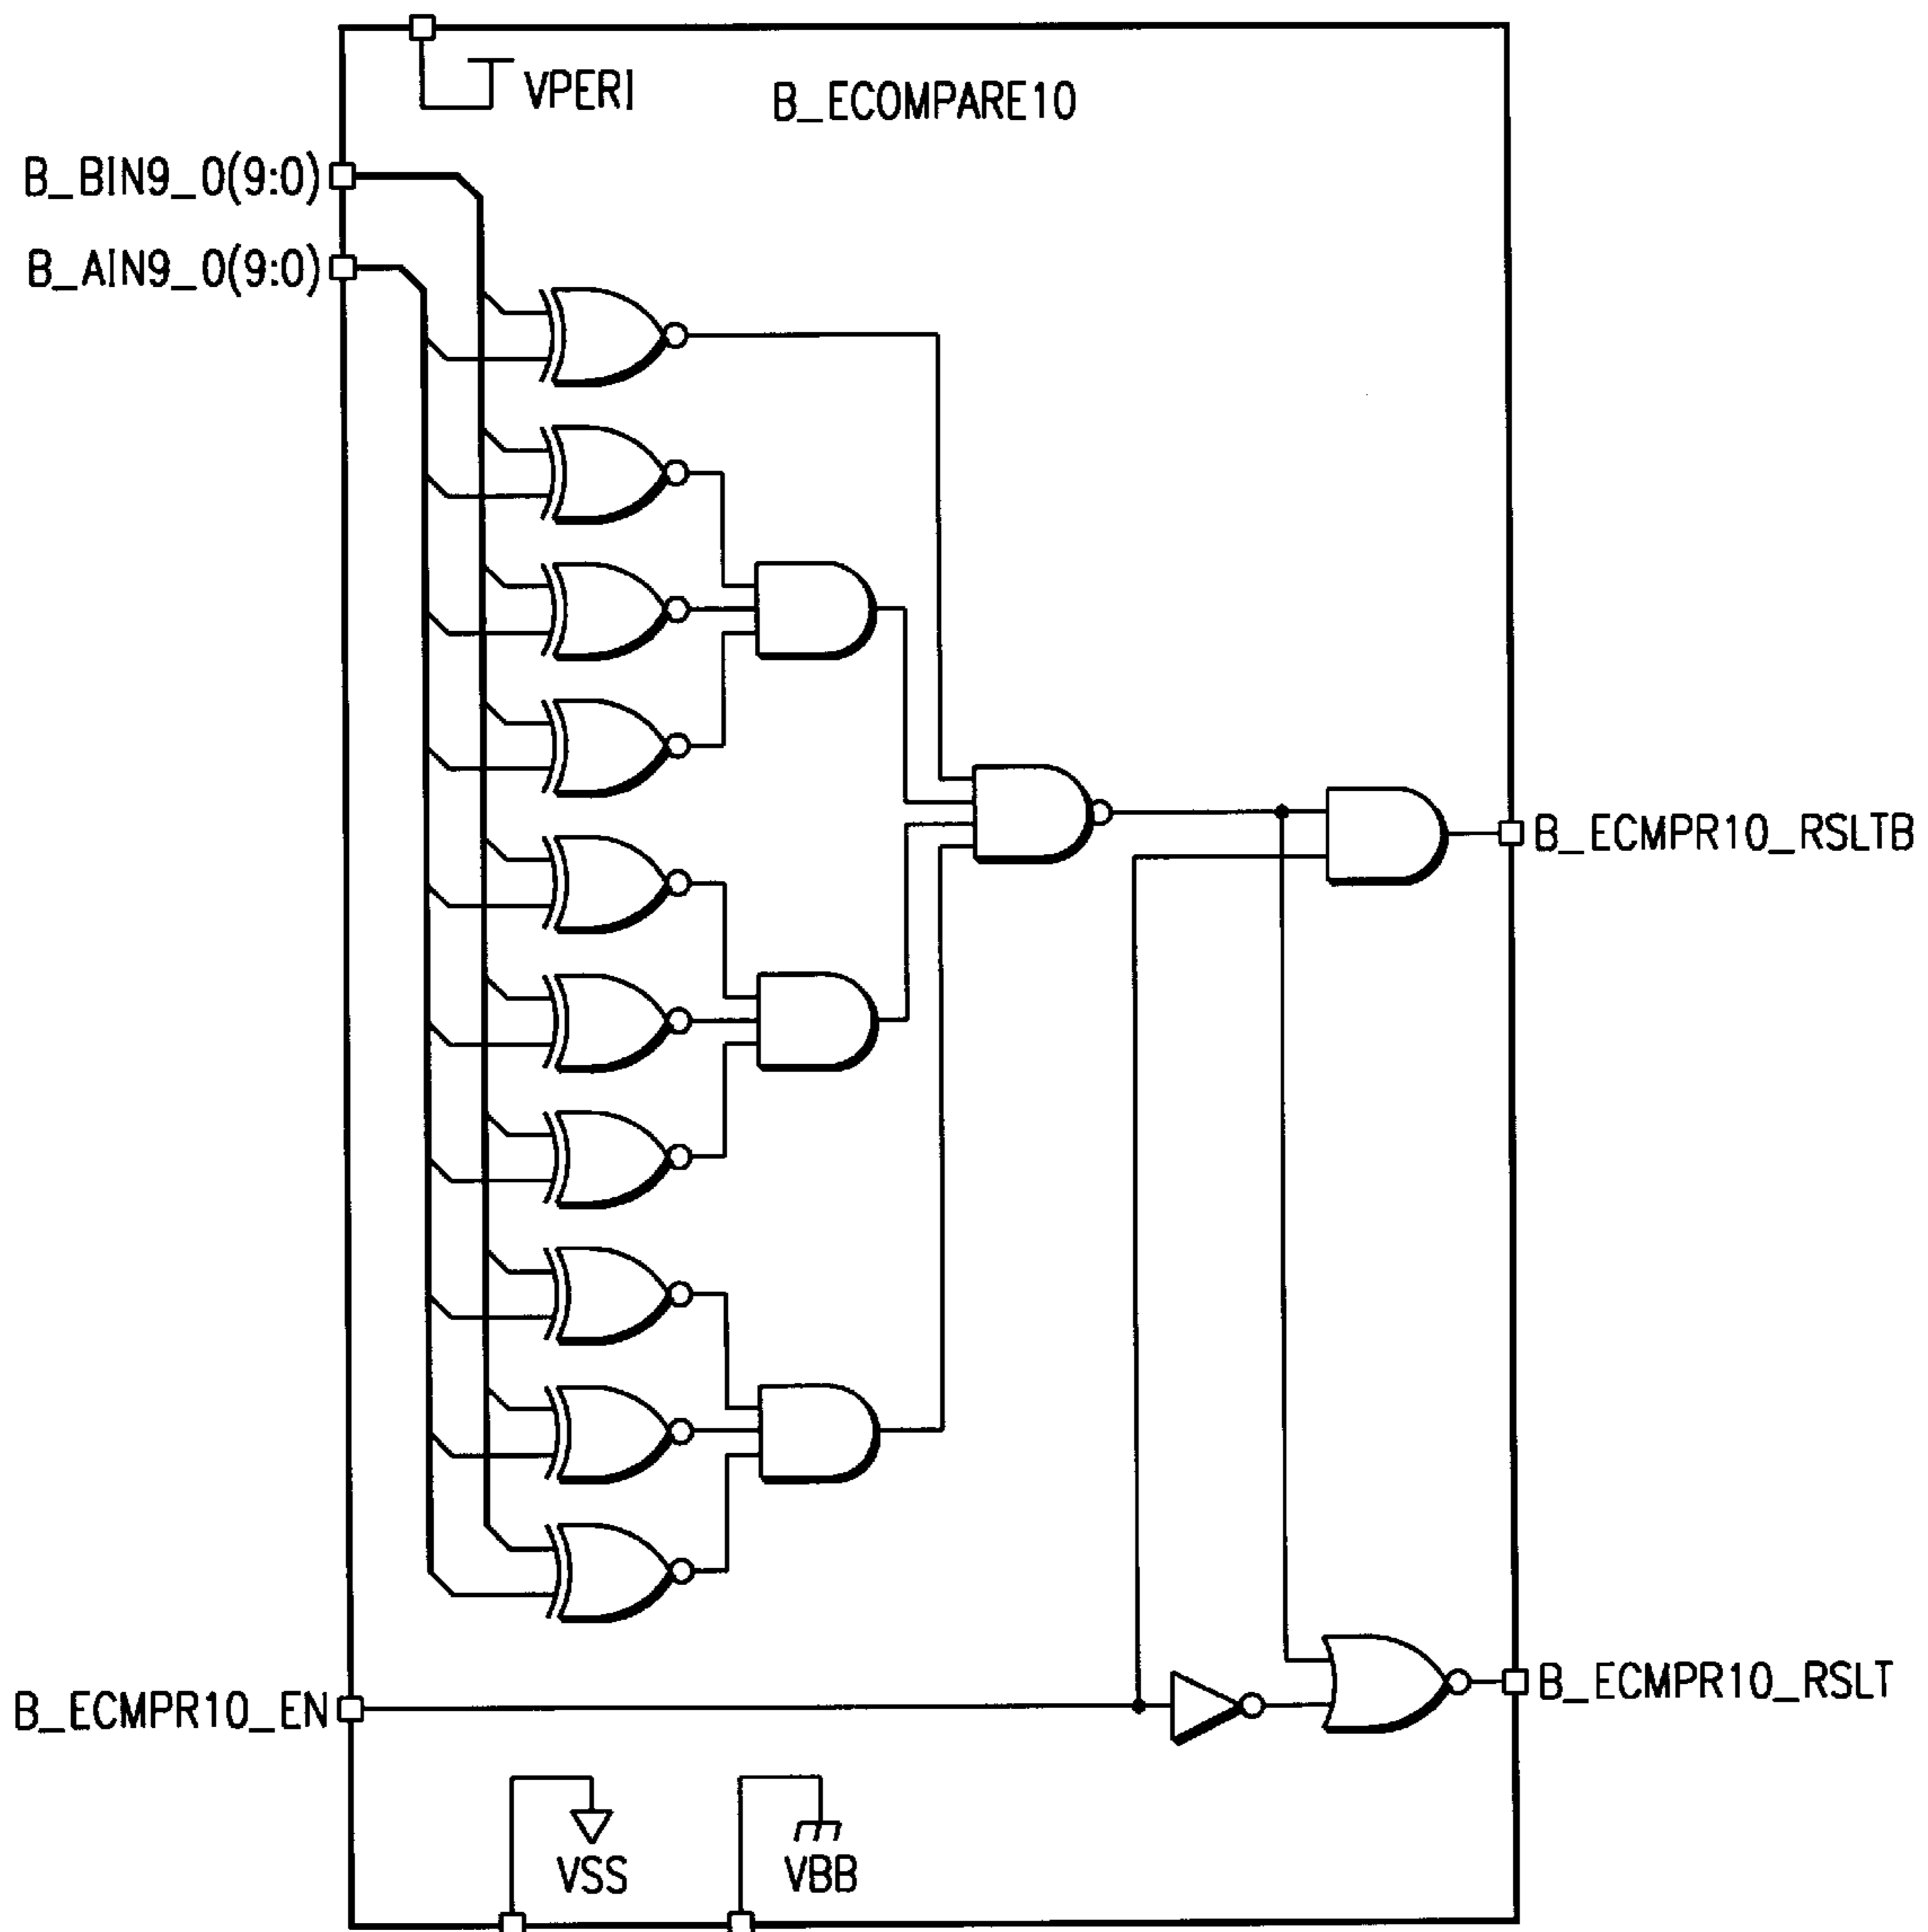 VPERI
B_ECOMPARE10
B_BIN9_0(9:0)
B_AIN9_0(9:0)
B_ECMPR10_RSLTB
B_ECMPR10_RSLT
B_ECMPR10_EN
VSS
VBB